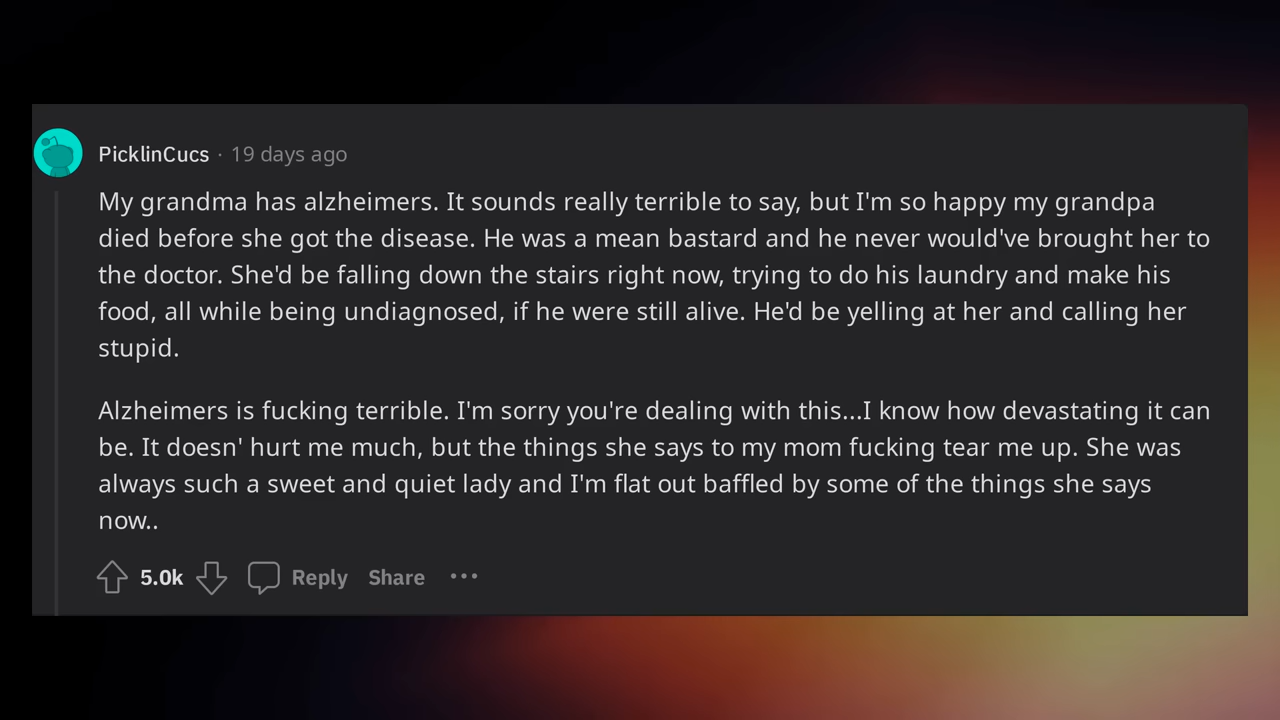 PicklinCucs · 19 days ago
My grandma has alzheimers. It sounds really terrible to say, but I'm so happy my grandpa
died before she got the disease. He was a mean bastard and he never would've brought her to
the doctor. She'd be falling down the stairs right now, trying to do his laundry and make his
food, all while being undiagnosed, if he were still alive. He'd be yelling at her and calling her
stupid.
Alzheimers is fucking terrible. I'm sorry you're dealing with this...I know how devastating it can
be. It doesn' hurt me much, but the things she says to my mom fucking tear me up. She was
always such a sweet and quiet lady and I'm flat out baffled by some of the things she says
now..
5.0k Reply Share